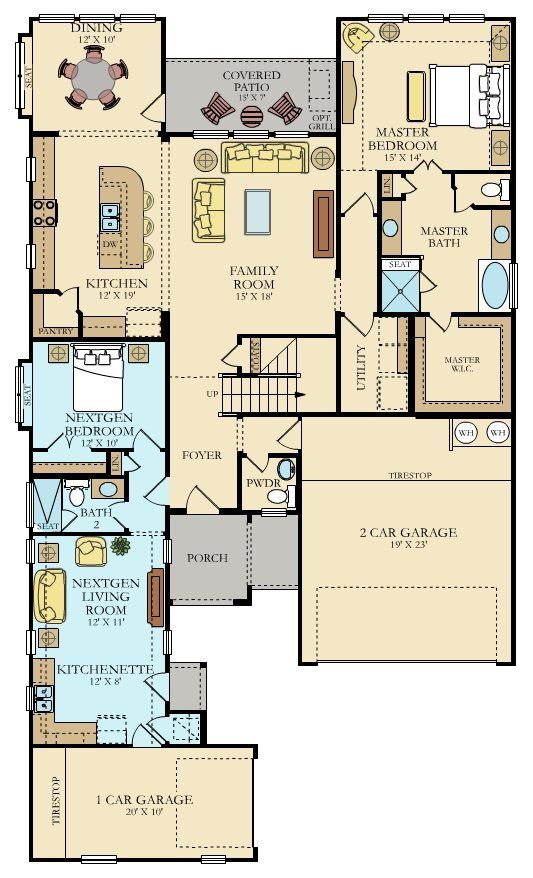 DINING
12' X 10'
SEAT
COVERED
PATIO
15' X 7'
OPT.
GRILL
MASTER
BEDROOM
15' X 14'
LIN.
MASTER
BATH
SEAT
DW
KITCHEN
12' X 19'
FAMILY
ROOM
15' X 18'
PANTRY
COATS
UP
UTILITY
MASTER
W.I.C.
SEAT
NEXTGEN
BEDROOM
12' X 10'
LIN.
FOYER
WH
WH
TIRESTOP
PWDR
BATH
2
SEAT
2 CAR GARAGE
19' X 23'
PORCH
NEXTGEN
LIVING
ROOM
12' X 11'
KITCHENETTE
12' X 8'
TIRESTOP
1 CAR GARAGE
20' X 10'